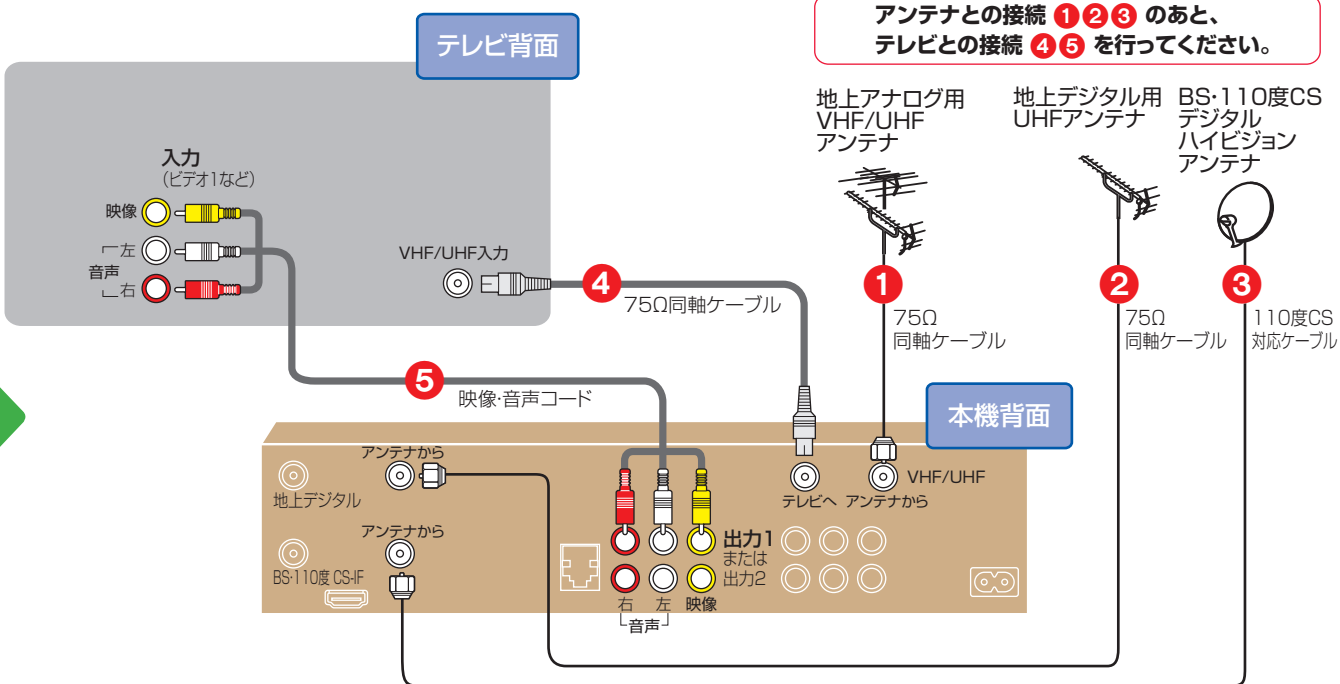 アンテナとの接続 ❶❷❸ のあと、
テレビとの接続 ❹❺ を行ってください。
テレビ背面
地上アナログ用
VHF/UHF
アンテナ
地上デジタル用
UHFアンテナ
BS・110度CS
デジタル
ハイビジョン
アンテナ
入力
(ビデオ1など)
映像
左
音声
右
VHF/UHF入力
4
75Ω同軸ケーブル
1
75Ω
同軸ケーブル
2
75Ω
同軸ケーブル
3
110度CS
対応ケーブル
5
映像・音声コード
本機背面
アンテナから
地上デジタル
アンテナから
BS・110度 CS-IF
テレビへ
アンテナから
VHF/UHF
出力1
または
出力2
右
左
映像
音声